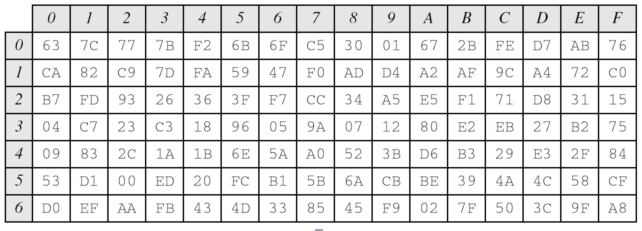 0 1 2 3 4 5 6 7 8 9 A B C D E F
0 63 7C 77 7B F2 6B 6F C5 30 01 67 2B FE D7 AB 76
1 CA 82 C9 7D FA 59 47 F0 AD D4 A2 AF 9C A4 72 C0
2 B7 FD 93 26 36 3F F7 CC 34 A5 E5 F1 71 D8 31 15
3 04 C7 23 C3 18 96 05 9A 07 12 80 E2 EB 27 B2 75
4 09 83 2C 1A 1B 6E 5A A0 52 3B D6 B3 29 E3 2F 84
5 53 D1 00 ED 20 FC B1 5B 6A CB BE 39 4A 4C 58 CF
6 D0 EF AA FB 43 4D 33 85 45 F9 02 7F 50 3C 9F A8